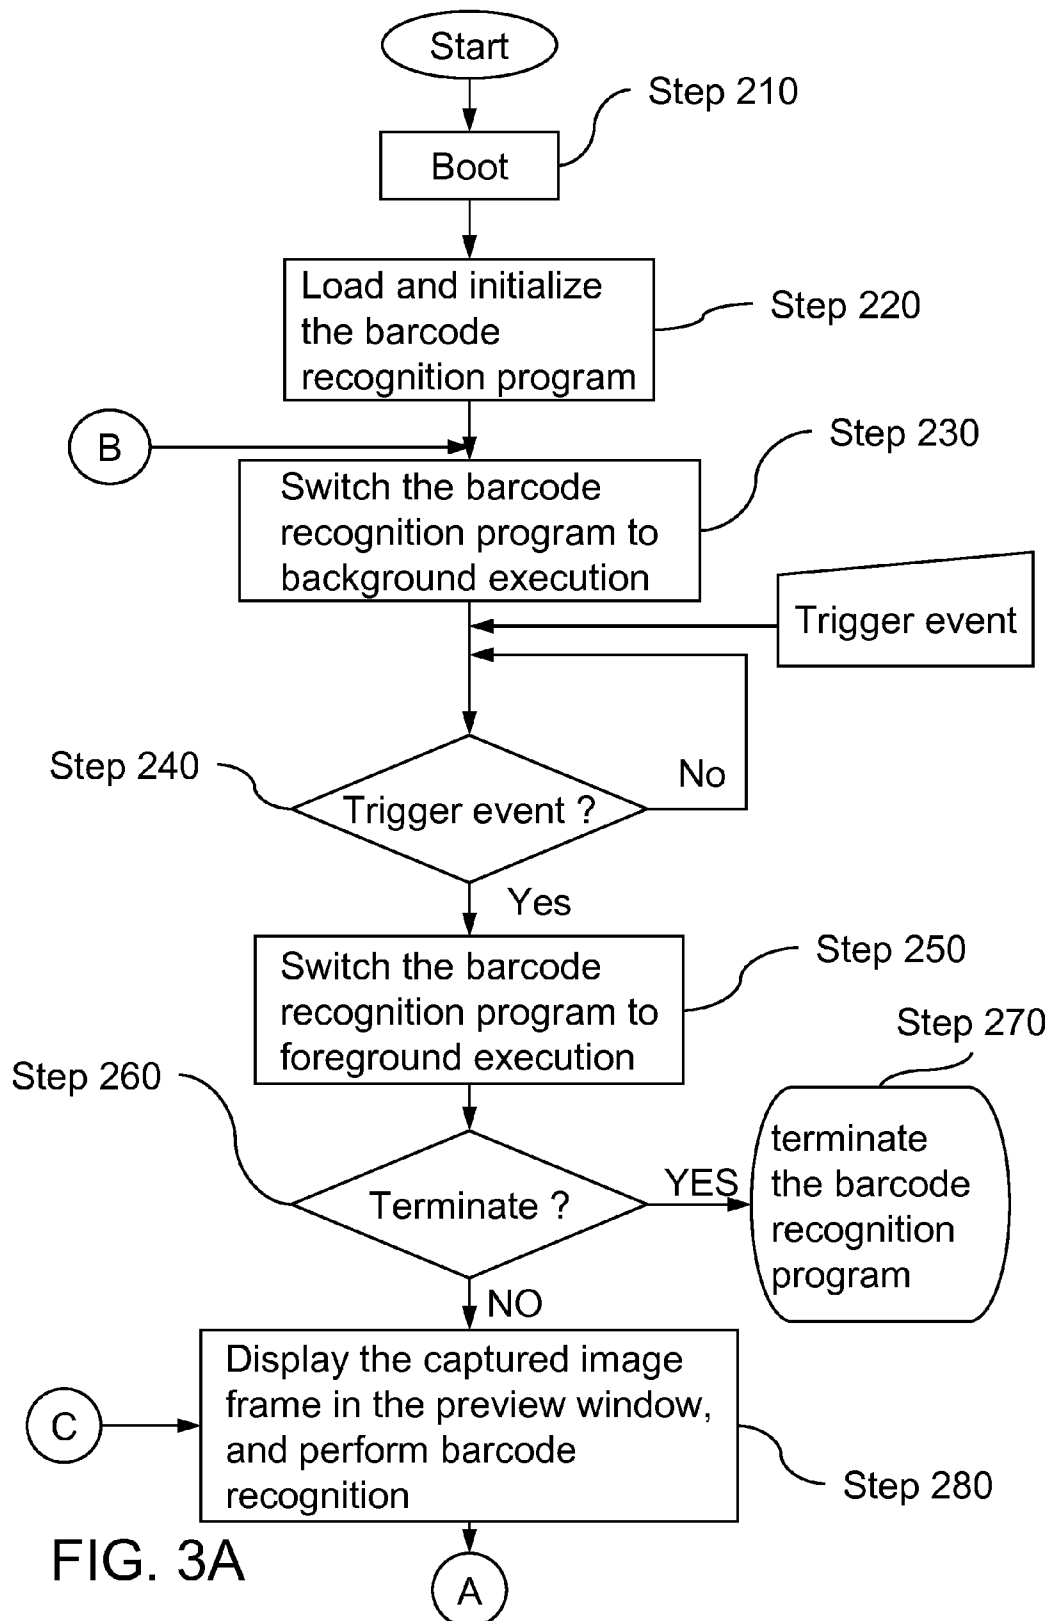 Start
Step 210
Boot
Load and initialize
the barcode
recognition program
Step 220
B
Step 230
Switch the barcode
recognition program to
background execution
Trigger event
Step 240
No
Trigger event ?
Yes
Switch the barcode
recognition program to
foreground execution
Step 250
Step 270
Step 260
terminate
the barcode
recognition
program
YES
Terminate ?
NO
Display the captured image
frame in the preview window,
and perform barcode
recognition
C
Step 280
FIG. 3A
A